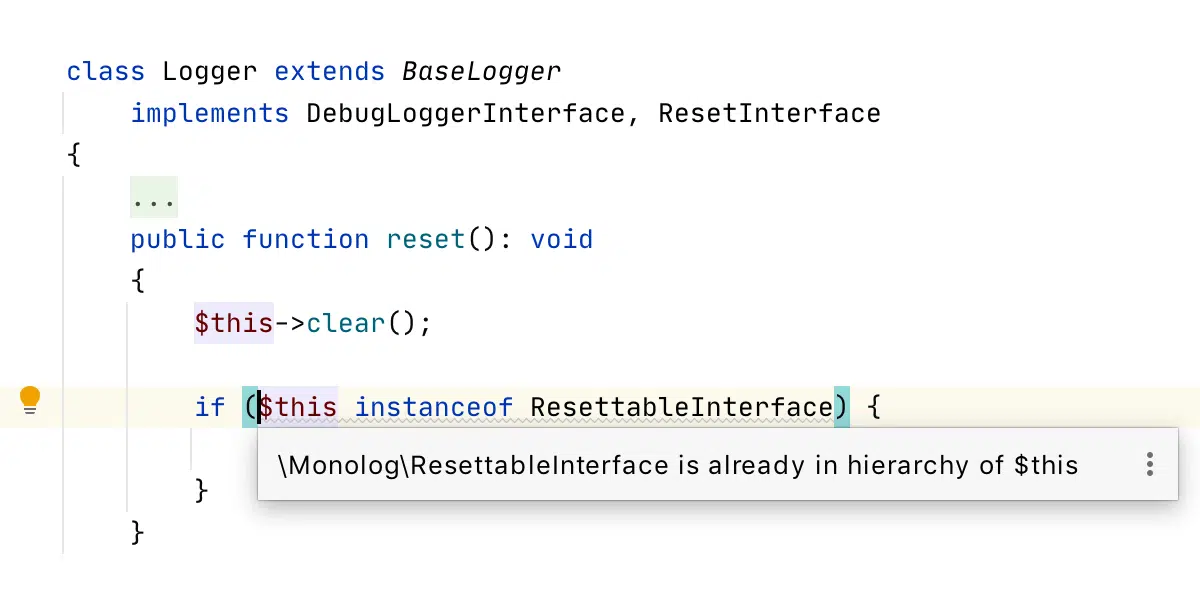 class Logger extends BaseLogger
implements DebugLoggerInterface, ResetInterface
{
...
public function reset(): void
{
$this->clear();
if ($this instanceof ResettableInterface) {
\Monolog\ResettableInterface is already in hierarchy of $this
}
}